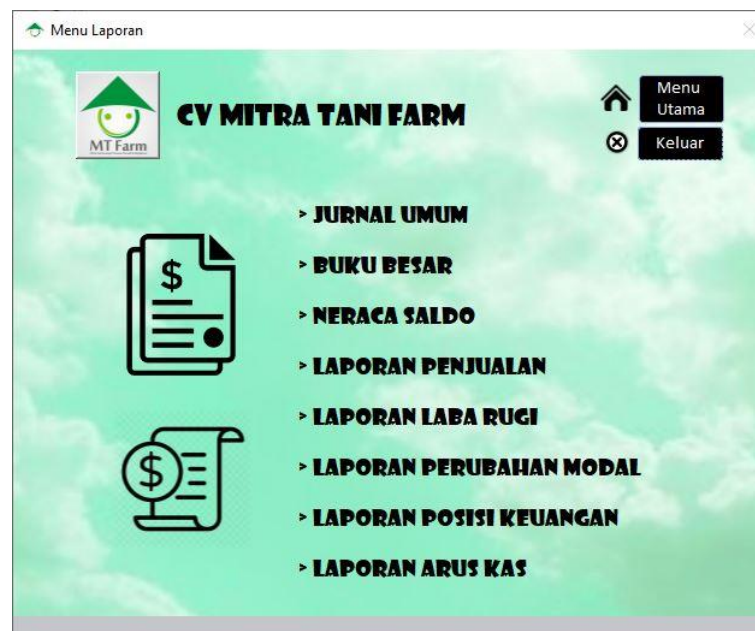 Menu Laporan
MT Farm
CV MITRA TANI FARM
Menu
Utama
Keluar
> JURNAL UMUM
> BUKU BESAR
> NERACA SALDO
> LAPORAN PENJUALAN
> LAPORAN LABA RUGI
> LAPORAN PERUBAHAN MODAL
> LAPORAN POSISI KEUANGAN
> LAPORAN ARUS KAS
$
$